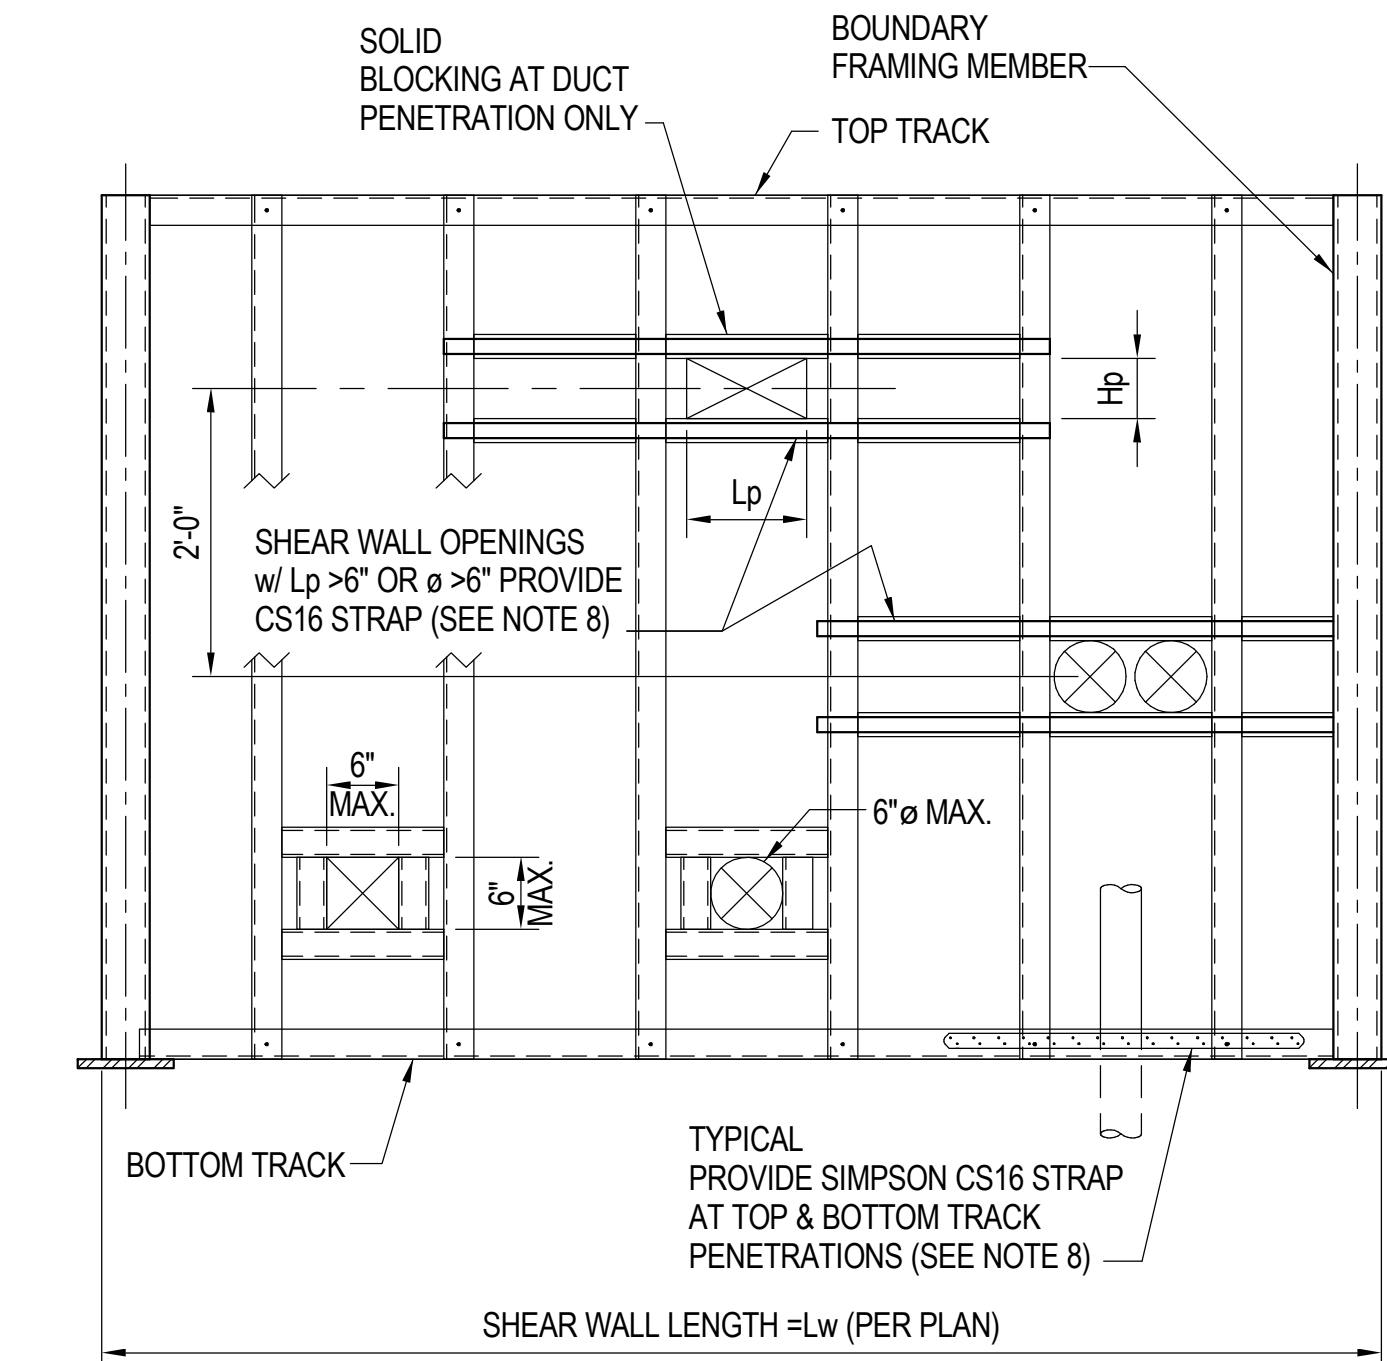 SOLID
BLOCKING AT DUCT
PENETRATION ONLY
BOUNDARY
FRAMING MEMBER
TOP TRACK
Hp
Lp
2'-0"
SHEAR WALL OPENINGS
w/ Lp >6" OR ø >6" PROVIDE
CS16 STRAP (SEE NOTE 8)
6"
MAX.
6"
MAX.
6"ø MAX.
BOTTOM TRACK
TYPICAL
PROVIDE SIMPSON CS16 STRAP
AT TOP & BOTTOM TRACK
PENETRATIONS (SEE NOTE 8)
SHEAR WALL LENGTH =Lw (PER PLAN)